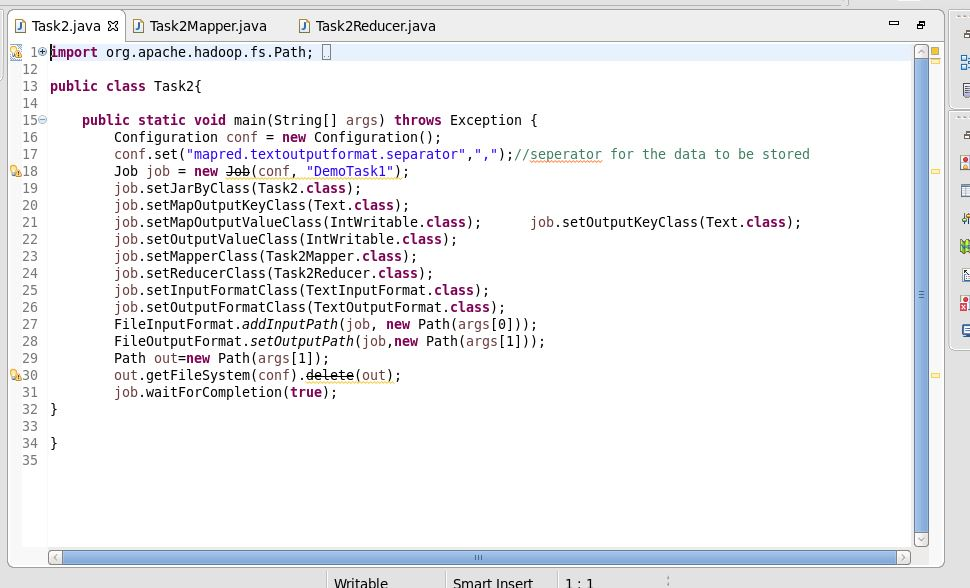 Task2.java Task2Mapper.java Task2Reducer.java
1 import org.apache.hadoop.fs.Path;
12
13 public class Task2{
14
15 public static void main(String[] args) throws Exception {
16 Configuration conf = new Configuration();
17 conf.set("mapred.textoutputformat.separator",",");//seperator for the data to be stored
18 Job job = new Job(conf, "DemoTask1");
19 job.setJarByClass(Task2.class);
20 job.setMapOutputKeyClass(Text.class);
21 job.setMapOutputValueClass(IntWritable.class); job.setOutputKeyClass(Text.class);
22 job.setOutputValueClass(IntWritable.class);
23 job.setMapperClass(Task2Mapper.class);
24 job.setReducerClass(Task2Reducer.class);
25 job.setInputFormatClass(TextInputFormat.class);
26 job.setOutputFormatClass(TextOutputFormat.class);
27 FileInputFormat.addInputPath(job, new Path(args[0]));
28 FileOutputFormat.setOutputPath(job,new Path(args[1]));
29 Path out=new Path(args[1]);
30 out.getFileSystem(conf).delete(out);
31 job.waitForCompletion(true);
32 }
33
34 }
35
Writable Smart Insert 1 : 1